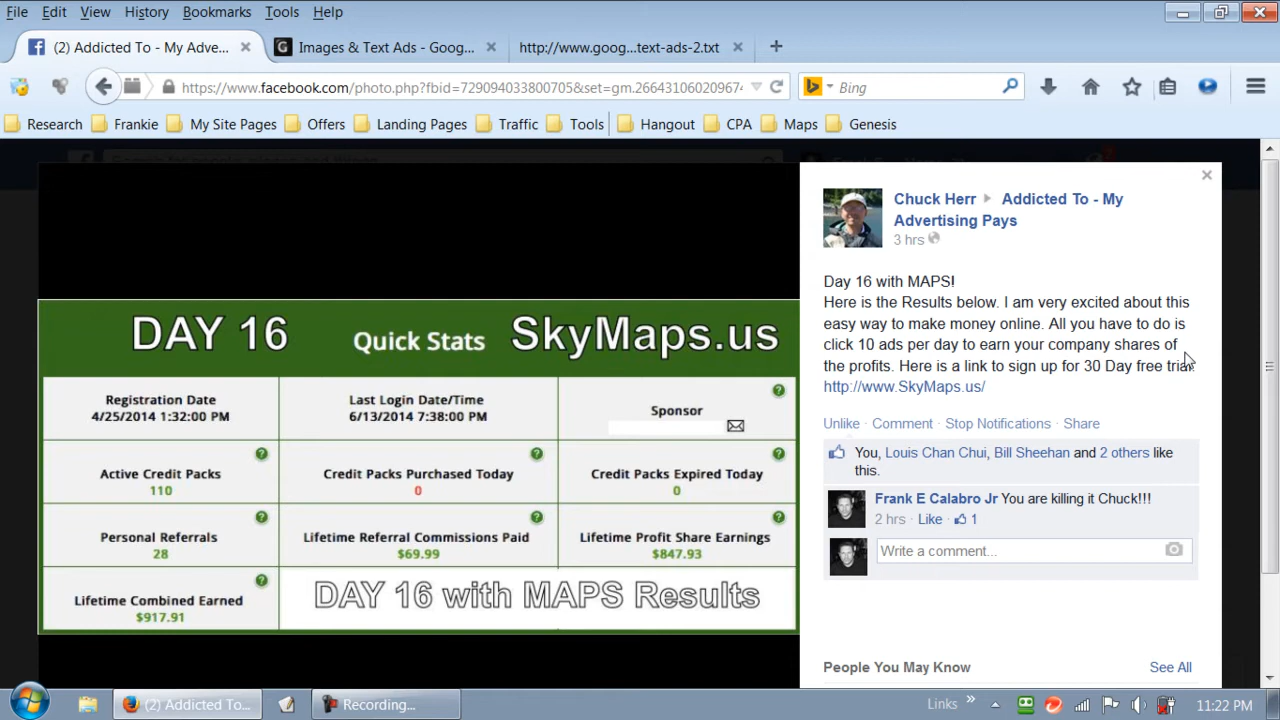 File Edit View History Bookmarks Tools Help
(2) Addicted To - My Adve...
Images & Text Ads - Goog...
http://www.goog...text-ads-2.txt
https://www.facebook.com/photo.php?fbid=729094033800705&set=gm.26643106020967
Bing
Research Frankie My Site Pages Offers Landing Pages Traffic Tools Hangout CPA Maps Genesis
Chuck Herr Addicted To - My
Advertising Pays
3 hrs
Day 16 with MAPS!
Here is the Results below. I am very excited about this
easy way to make money online. All you have to do is
click 10 ads per day to earn your company shares of
the profits. Here is a link to sign up for 30 Day free trial.
http://www.SkyMaps.us/
Unlike · Comment · Stop Notifications · Share
You, Louis Chan Chui, Bill Sheehan and 2 others like
this.
Frank E Calabro Jr You are killing it Chuck!!!
2 hrs · Like · 1
Write a comment...
People You May Know See All
DAY 16 Quick Stats SkyMaps.us
Registration Date
4/25/2014 1:32:00 PM
Last Login Date/Time
6/13/2014 7:38:00 PM
Sponsor
Active Credit Packs
110
Credit Packs Purchased Today
0
Credit Packs Expired Today
0
Personal Referrals
28
Lifetime Referral Commissions Paid
$69.99
Lifetime Profit Share Earnings
$847.93
Lifetime Combined Earned
$917.91
DAY 16 with MAPS Results
(2) Addicted To...
Recording...
Links
11:22 PM